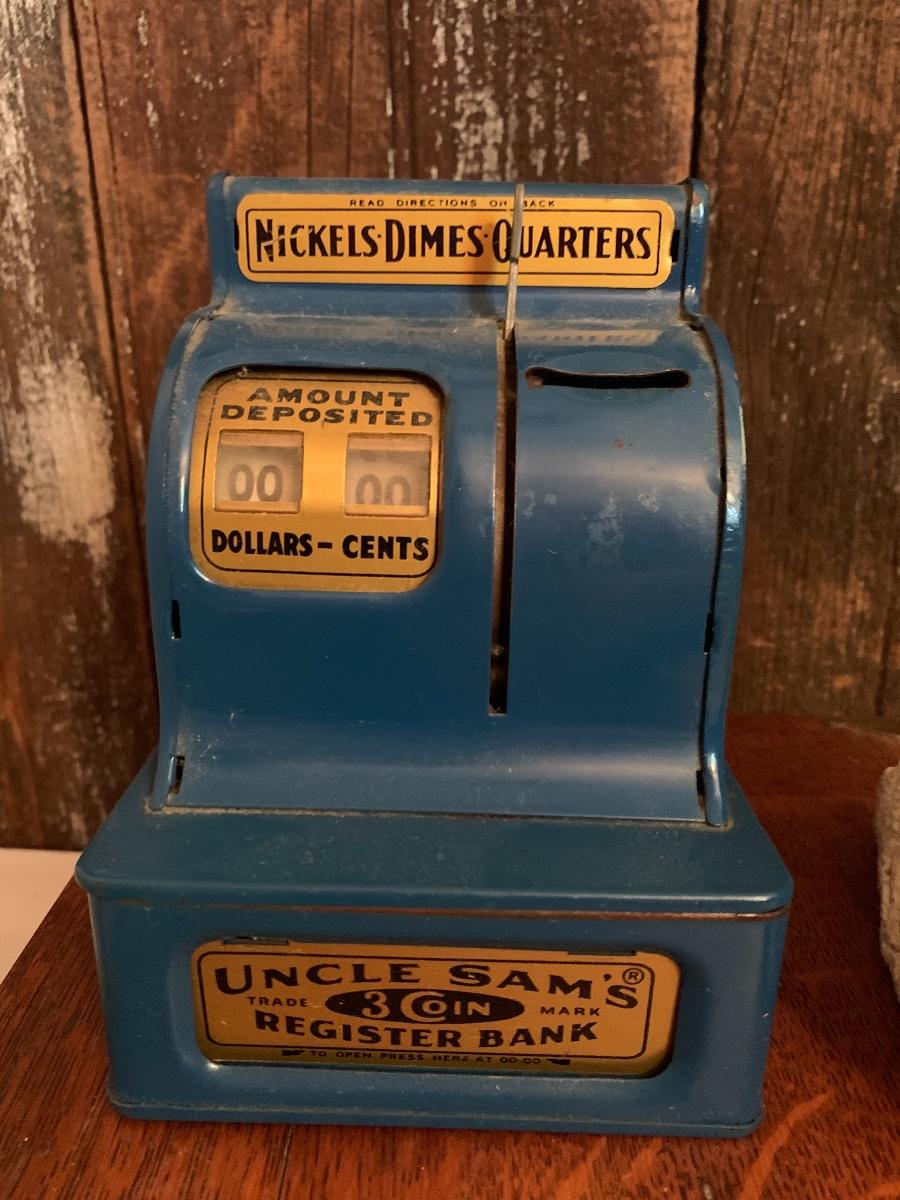 READ DIRECTIONS ON BACK
NICKELS·DIMES·QUARTERS
AMOUNT
DEPOSITED
00 00
DOLLARS - CENTS
UNCLE SAM'S®
TRADE 3 COIN MARK
REGISTER BANK
TO OPEN PRESS HERE AT 00-00